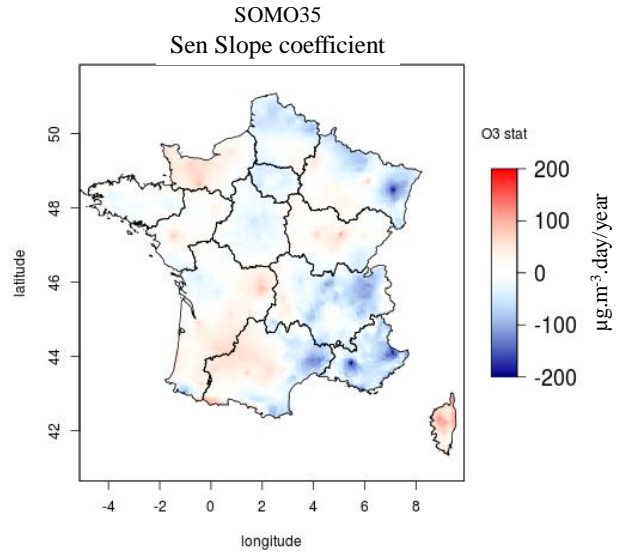 SOMO35
Sen Slope coefficient
O3 stat
200
100
0
-100
-200
µg.m-3.day/year
latitude
50
48
46
44
42
-4 -2 0 2 4 6 8
longitude